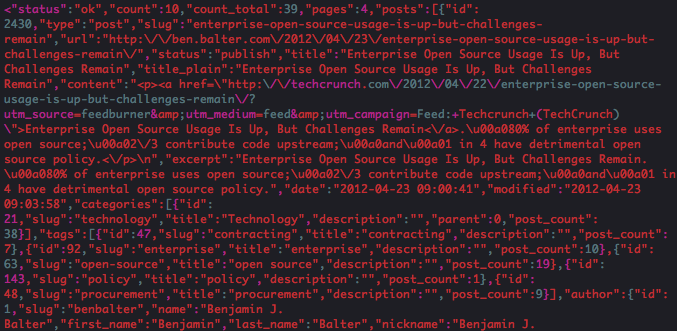 <"status":"ok","count":10,"count_total":39,"pages":4,"posts":[{"id":
2430,"type":"post","slug":"enterprise-open-source-usage-is-up-but-challenges-
remain","url":"http:\/\/ben.balter.com\/2012\/04\/23\/enterprise-open-source-usage-is-up-but-
challenges-remain\/","status":"publish","title":"Enterprise Open Source Usage Is Up, But
Challenges Remain","title_plain":"Enterprise Open Source Usage Is Up, But Challenges
Remain","content":"<p><a href=\"http:\/\/techcrunch.com\/2012\/04\/22\/enterprise-open-source-
usage-is-up-but-challenges-remain\/?
utm_source=feedburner&amp;utm_medium=feed&amp;utm_campaign=Feed:+Techcrunch+(TechCrunch)
\">Enterprise Open Source Usage Is Up, But Challenges Remain<\/a>.\u00a080% of enterprise uses
open source;\u00a02\/3 contribute code upstream;\u00a0and\u00a01 in 4 have detrimental open
source policy.<\/p>\n","excerpt":"Enterprise Open Source Usage Is Up, But Challenges Remain.
\u00a080% of enterprise uses open source;\u00a02\/3 contribute code upstream;\u00a0and\u00a01 in
4 have detrimental open source policy.","date":"2012-04-23 09:00:41","modified":"2012-04-23
09:03:58","categories":[{"id":
21,"slug":"technology","title":"Technology","description":"","parent":0,"post_count":
38}],"tags":[{"id":47,"slug":"contracting","title":"contracting","description":"","post_count":
7},{"id":92,"slug":"enterprise","title":"enterprise","description":"","post_count":10},{"id":
63,"slug":"open-source","title":"open source","description":"","post_count":19},{"id":
143,"slug":"policy","title":"policy","description":"","post_count":1},{"id":
48,"slug":"procurement","title":"procurement","description":"","post_count":9}],"author":{"id":
1,"slug":"benbalter","name":"Benjamin J.
Balter","first_name":"Benjamin","last_name":"Balter","nickname":"Benjamin J.